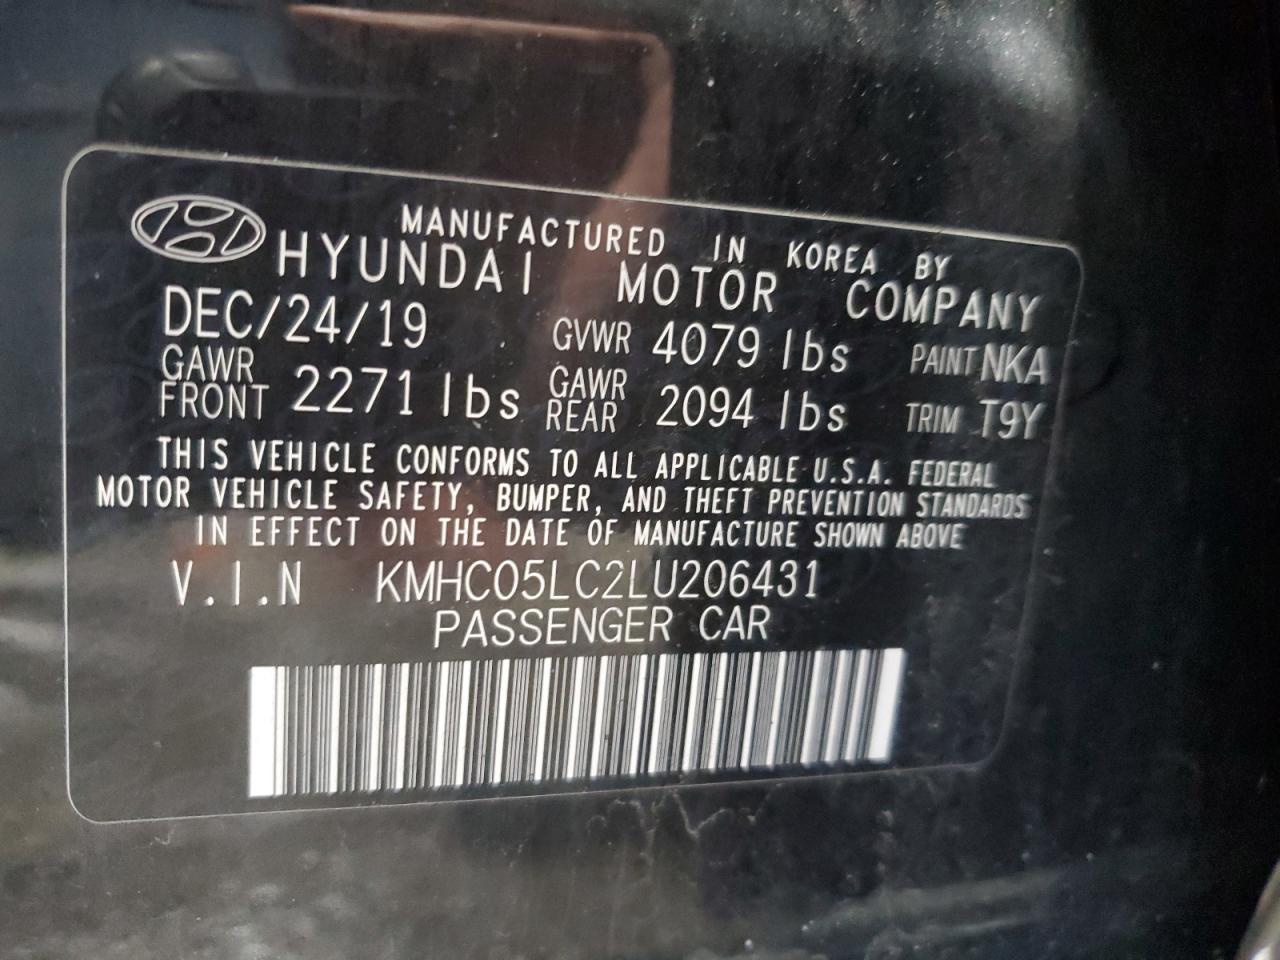 MANUFACTURED IN KOREA BY
HYUNDAI MOTOR COMPANY
DEC/24/19 GVWR 4079 lbs PAINT NKA
GAWR FRONT 2271 lbs GAWR REAR 2094 lbs TRIM T9Y
THIS VEHICLE CONFORMS TO ALL APPLICABLE U.S.A. FEDERAL
MOTOR VEHICLE SAFETY, BUMPER, AND THEFT PREVENTION STANDARDS
IN EFFECT ON THE DATE OF MANUFACTURE SHOWN ABOVE
V.I.N KMHC05LC2LU206431
PASSENGER CAR